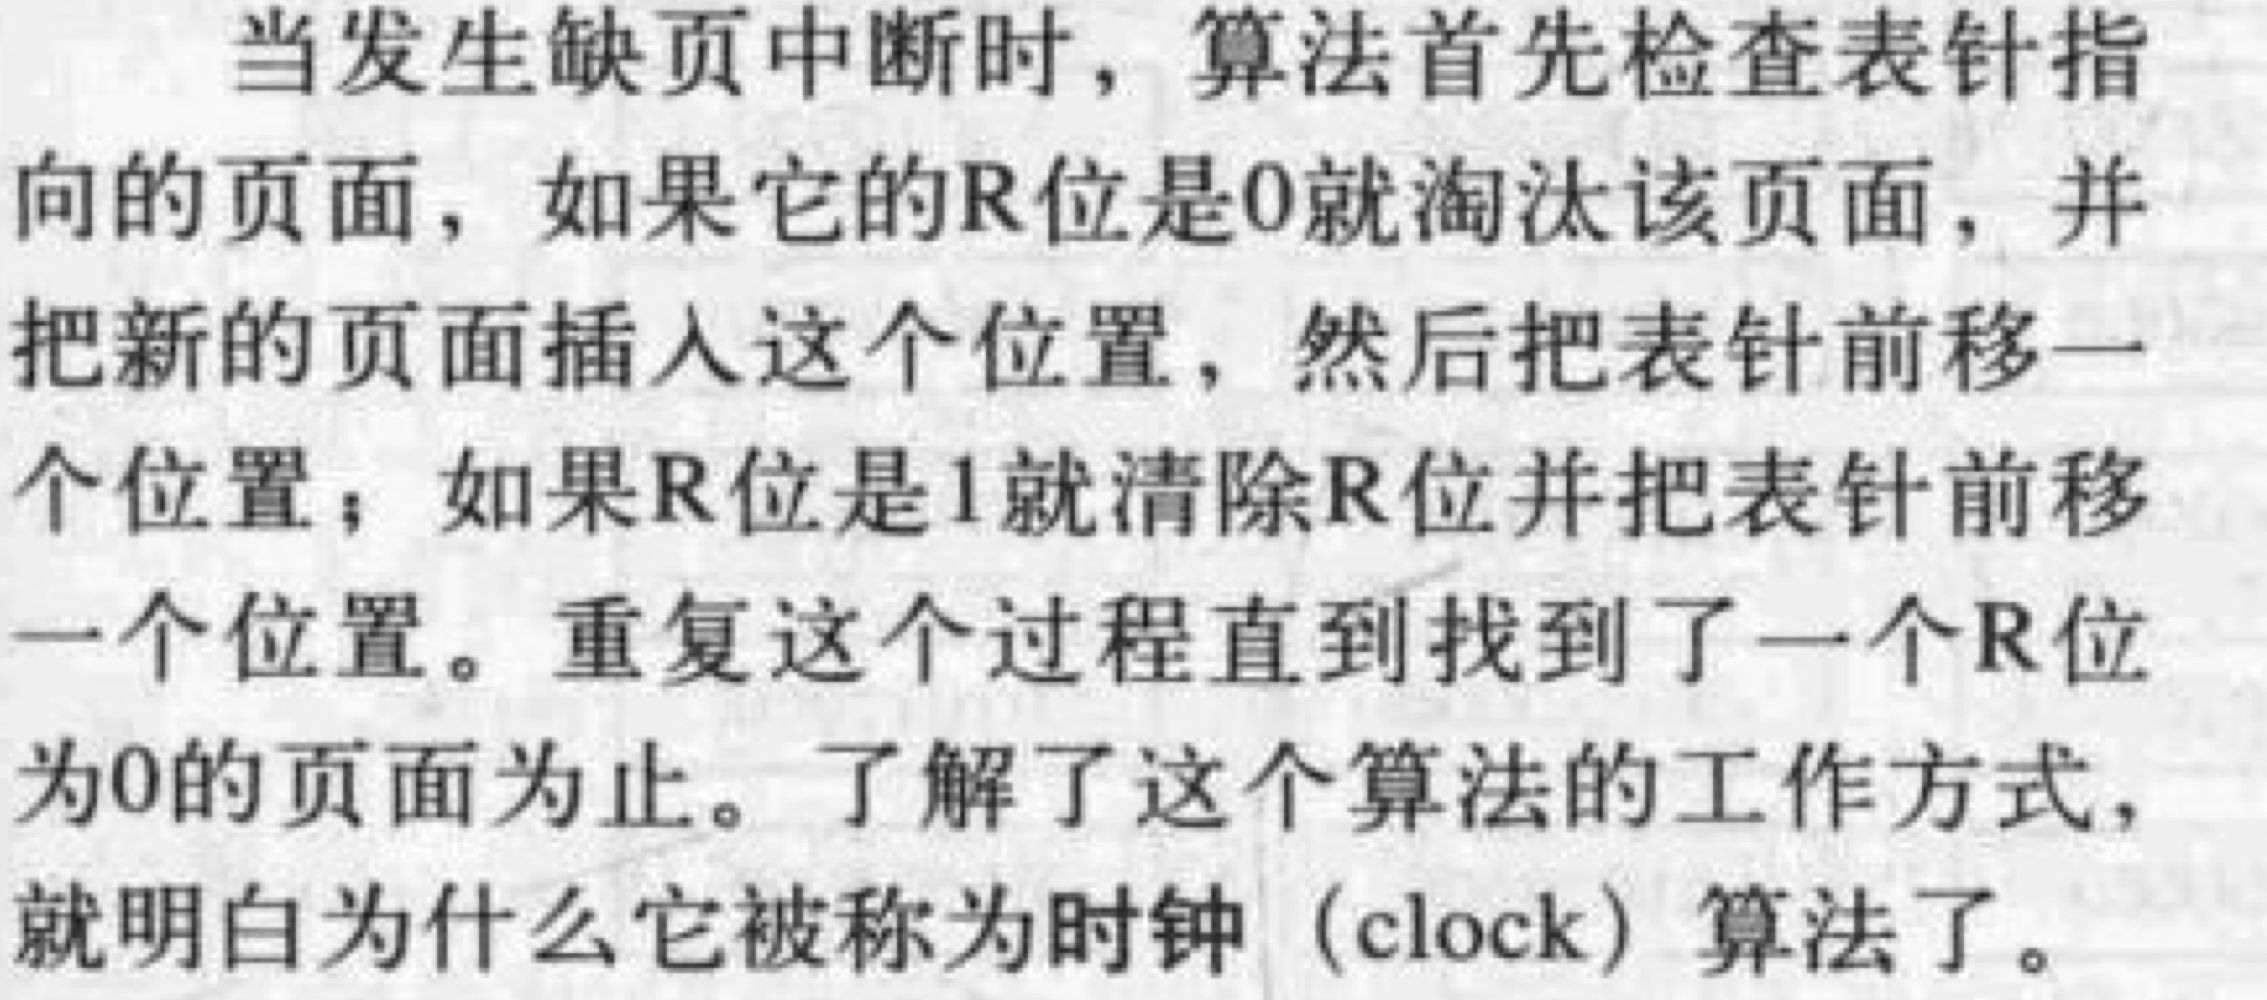 当发生缺页中断时，算法首先检查表针指
向的页面，如果它的R位是0就淘汰该页面，并
把新的页面插入这个位置，然后把表针前移一
个位置；如果R位是1就清除R位并把表针前移
一个位置。重复这个过程直到找到了一个R位
为0的页面为止。了解了这个算法的工作方式，
就明白为什么它被称为时钟（clock）算法了。